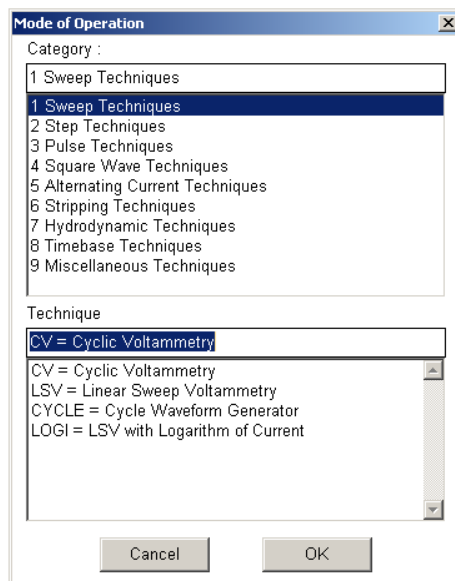 Mode of Operation
Category :
1 Sweep Techniques
1 Sweep Techniques
2 Step Techniques
3 Pulse Techniques
4 Square Wave Techniques
5 Alternating Current Techniques
6 Stripping Techniques
7 Hydrodynamic Techniques
8 Timebase Techniques
9 Miscellaneous Techniques
Technique
CV = Cyclic Voltammetry
CV = Cyclic Voltammetry
LSV = Linear Sweep Voltammetry
CYCLE = Cycle Waveform Generator
LOGI = LSV with Logarithm of Current
Cancel OK